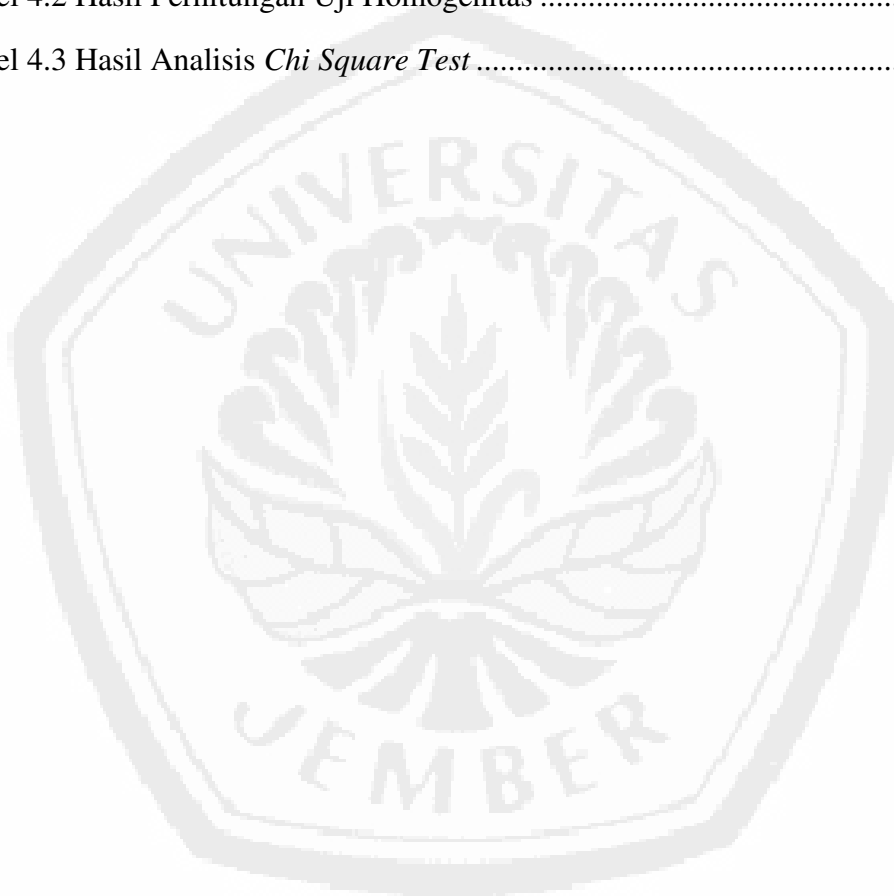 el 4.2 Hasil Perhitungan Uji Homogenitas ...............................................
el 4.3 Hasil Analisis Chi Square Test .......................................................
UNIVERSITAS
JEMBER